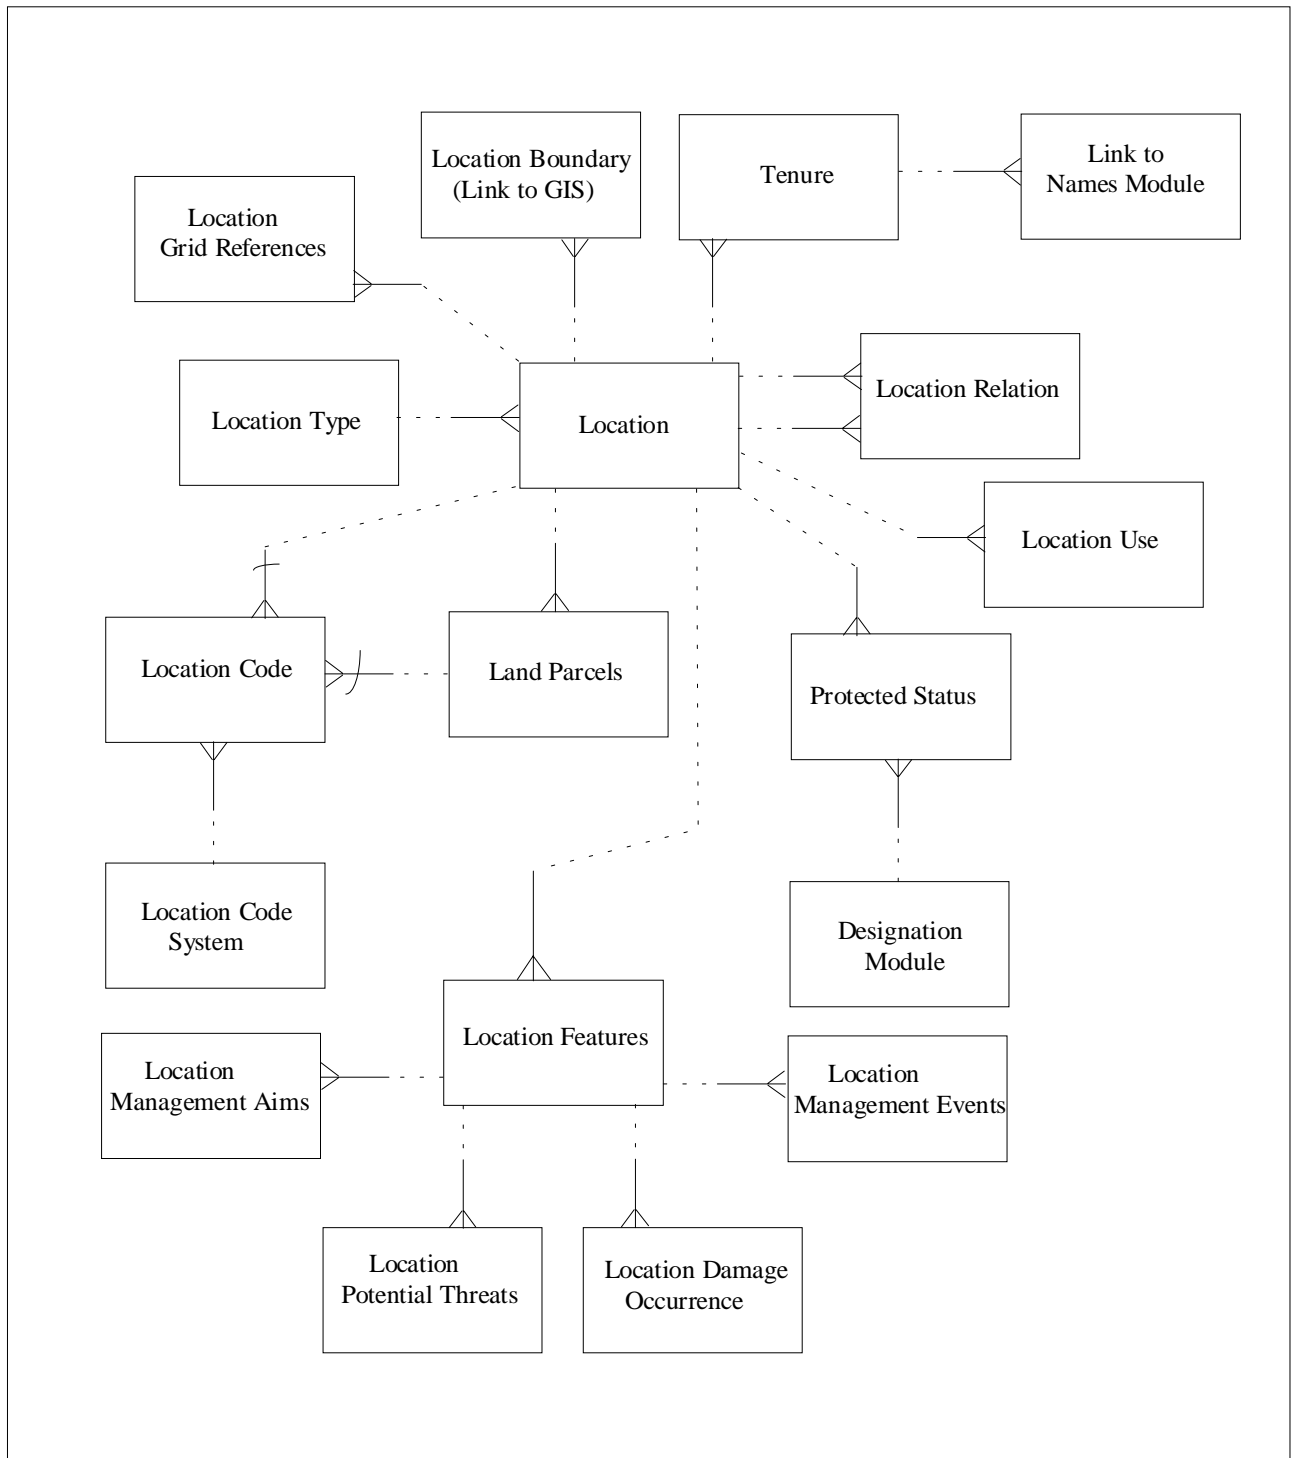 Location Boundary
(Link to GIS)
Tenure
Link to
Names Module
Location
Grid References
Location Type
Location
Location Relation
Location Use
Location Code
Land Parcels
Protected Status
Location Code
System
Designation
Module
Location Features
Location
Management Aims
Location
Management Events
Location
Potential Threats
Location Damage
Occurrence